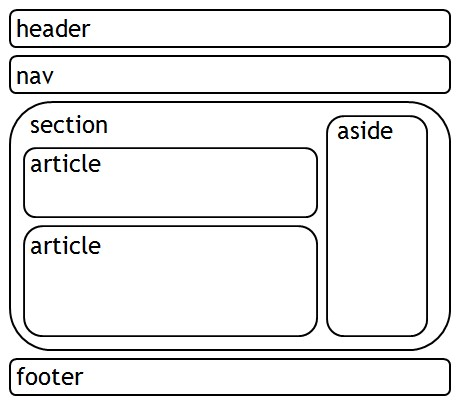 header
nav
section
article
article
aside
footer